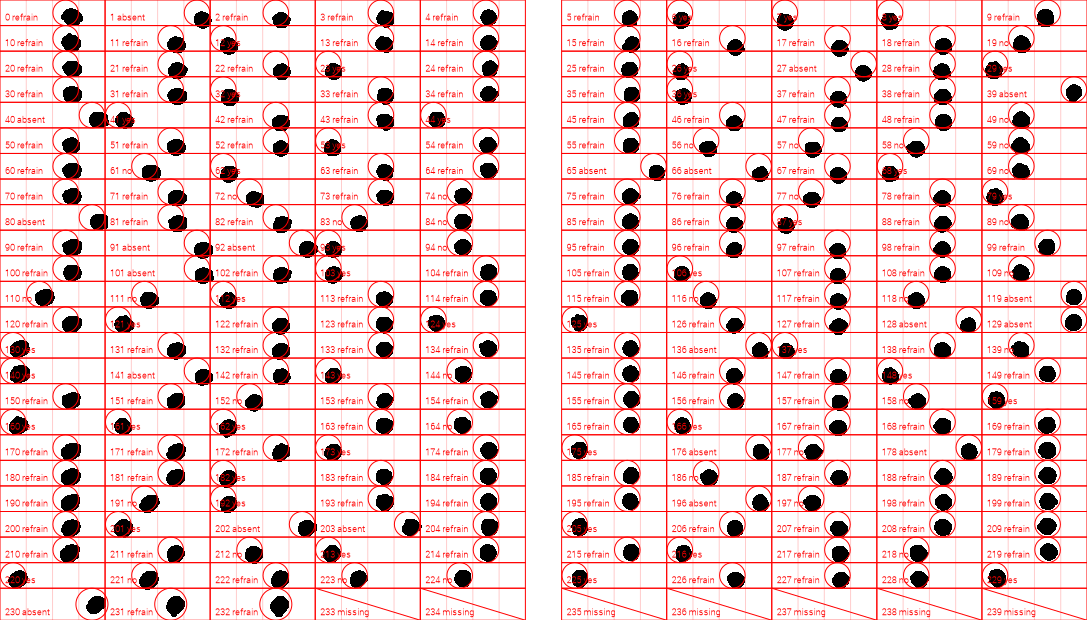 0 refrain 1 absent 2 refrain 3 refrain 4 refrain 5 refrain 6 yes 7 yes 8 yes 9 refrain
10 refrain 11 refrain 12 yes 13 refrain 14 refrain 15 refrain 16 refrain 17 refrain 18 refrain 19 no
20 refrain 21 refrain 22 refrain 23 yes 24 refrain 25 refrain 26 yes 27 absent 28 refrain 29 yes
30 refrain 31 refrain 32 yes 33 refrain 34 refrain 35 refrain 36 yes 37 refrain 38 refrain 39 absent
40 absent 41 yes 42 refrain 43 refrain 44 yes 45 refrain 46 refrain 47 refrain 48 refrain 49 no
50 refrain 51 refrain 52 refrain 53 yes 54 refrain 55 refrain 56 no 57 no 58 no 59 no
60 refrain 61 no 62 yes 63 refrain 64 refrain 65 absent 66 absent 67 refrain 68 yes 69 no
70 refrain 71 refrain 72 no 73 refrain 74 no 75 refrain 76 refrain 77 no 78 refrain 79 yes
80 absent 81 refrain 82 refrain 83 no 84 no 85 refrain 86 refrain 87 yes 88 refrain 89 no
90 refrain 91 absent 92 absent 93 yes 94 no 95 refrain 96 refrain 97 refrain 98 refrain 99 refrain
100 refrain 101 absent 102 refrain 103 yes 104 refrain 105 refrain 106 yes 107 refrain 108 refrain 109 no
110 no 111 no 112 yes 113 refrain 114 refrain 115 refrain 116 no 117 refrain 118 no 119 absent
120 refrain 121 yes 122 refrain 123 refrain 124 yes 125 yes 126 refrain 127 refrain 128 absent 129 absent
130 yes 131 refrain 132 refrain 133 refrain 134 refrain 135 refrain 136 absent 137 yes 138 refrain 139 no
140 yes 141 absent 142 refrain 143 yes 144 no 145 refrain 146 refrain 147 refrain 148 yes 149 refrain
150 refrain 151 refrain 152 no 153 refrain 154 refrain 155 refrain 156 refrain 157 refrain 158 no 159 yes
160 yes 161 yes 162 yes 163 refrain 164 no 165 refrain 166 yes 167 refrain 168 refrain 169 refrain
170 refrain 171 refrain 172 refrain 173 yes 174 refrain 175 yes 176 absent 177 no 178 absent 179 refrain
180 refrain 181 refrain 182 yes 183 refrain 184 refrain 185 refrain 186 no 187 refrain 188 refrain 189 refrain
190 refrain 191 no 192 yes 193 refrain 194 refrain 195 refrain 196 absent 197 no 198 refrain 199 refrain
200 refrain 201 yes 202 absent 203 absent 204 refrain 205 yes 206 refrain 207 refrain 208 refrain 209 refrain
210 refrain 211 refrain 212 no 213 yes 214 refrain 215 refrain 216 yes 217 refrain 218 no 219 refrain
220 yes 221 no 222 refrain 223 no 224 no 225 yes 226 refrain 227 refrain 228 no 229 yes
230 absent 231 refrain 232 refrain 233 missing 234 missing 235 missing 236 missing 237 missing 238 missing 239 missing